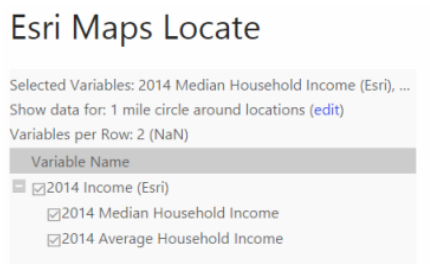 Esri Maps Locate
Selected Variables: 2014 Median Household Income (Esri), ...
Show data for: 1 mile circle around locations (edit)
Variables per Row: 2 (NaN)
Variable Name
2014 Income (Esri)
2014 Median Household Income
2014 Average Household Income